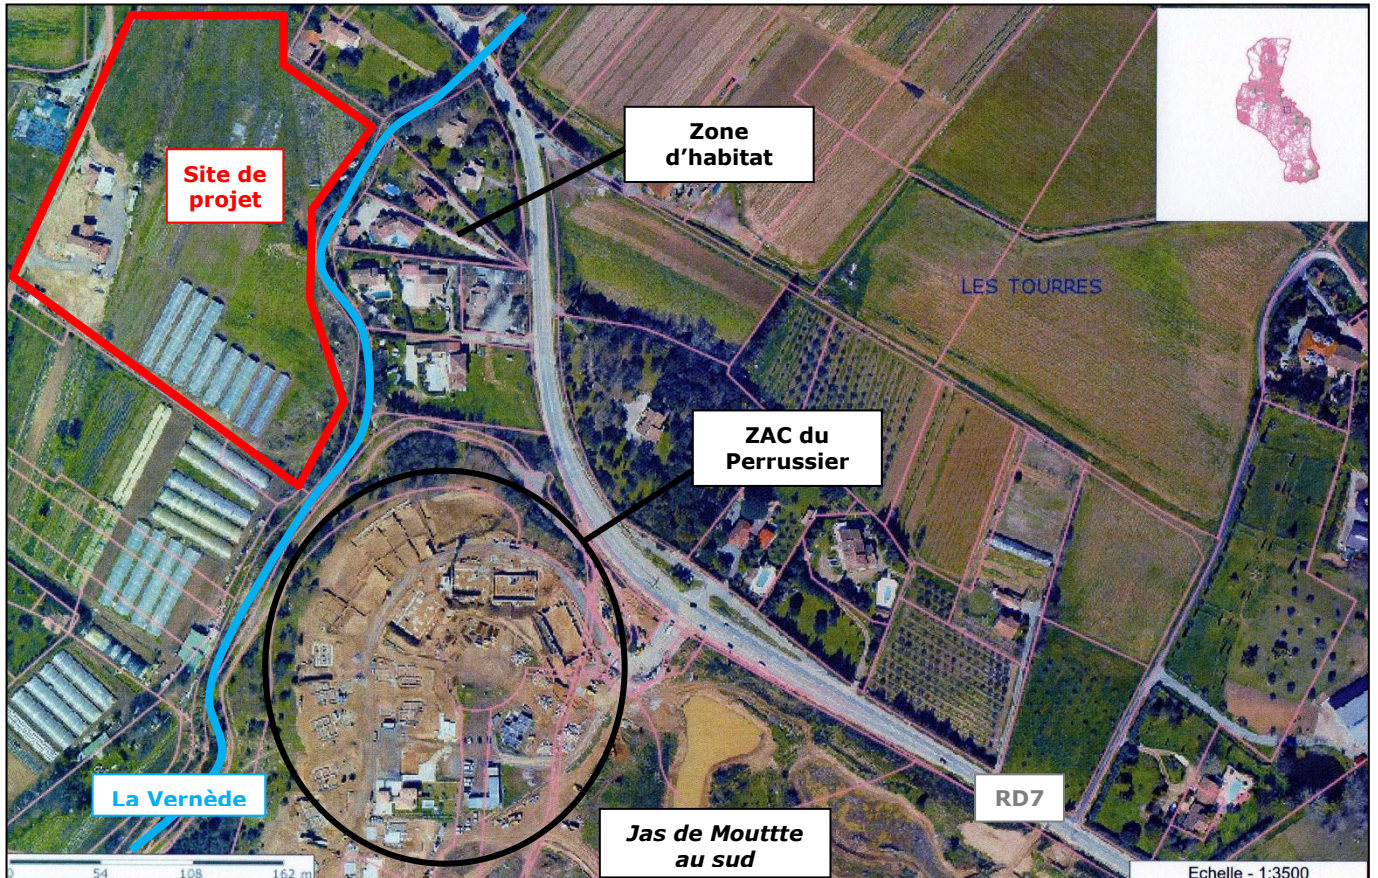 Zone
d'habitat
Site de
projet
LES TOURRES
ZAC du
Perrussier
La Vernède
RD7
Jas de Mouttte
au sud
0 54 108 162 m
Echelle - 1:3500